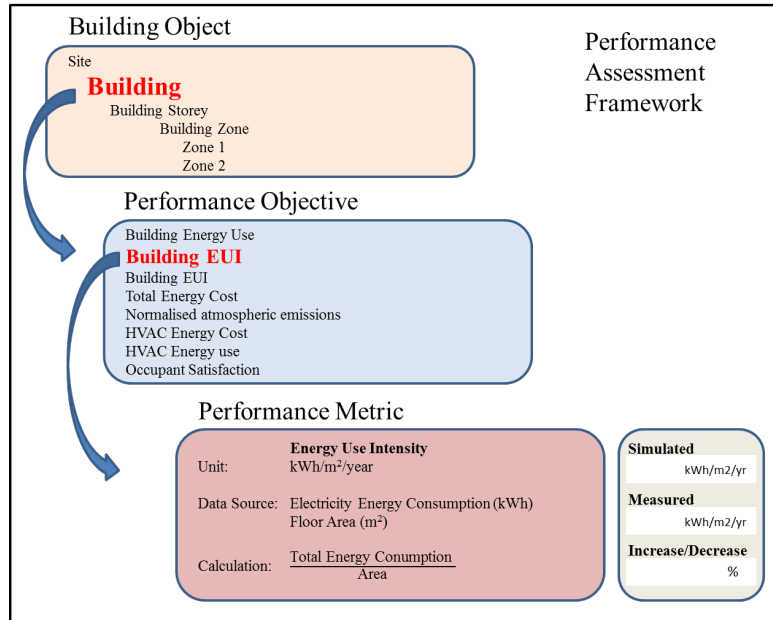 Building Object
Performance
Assessment
Framework
Site
Building
Building Storey
Building Zone
Zone 1
Zone 2
Performance Objective
Building Energy Use
Building EUI
Building EUI
Total Energy Cost
Normalised atmospheric emissions
HVAC Energy Cost
HVAC Energy use
Occupant Satisfaction
Performance Metric
Energy Use Intensity
Unit: kWh/m²/year
Data Source: Electricity Energy Consumption (kWh)
Floor Area (m²)
Calculation: Total Energy Conumption
Area
Simulated
kWh/m2/yr
Measured
kWh/m2/yr
Increase/Decrease
%